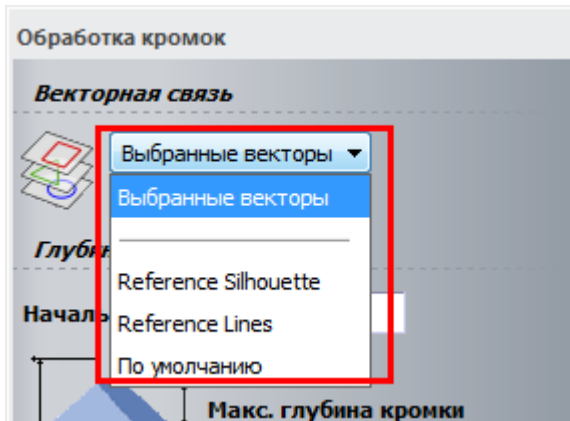 Обработка кромок
Векторная связь
Выбранные векторы
Выбранные векторы
Reference Silhouette
Reference Lines
По умолчанию
Макс. глубина кромки